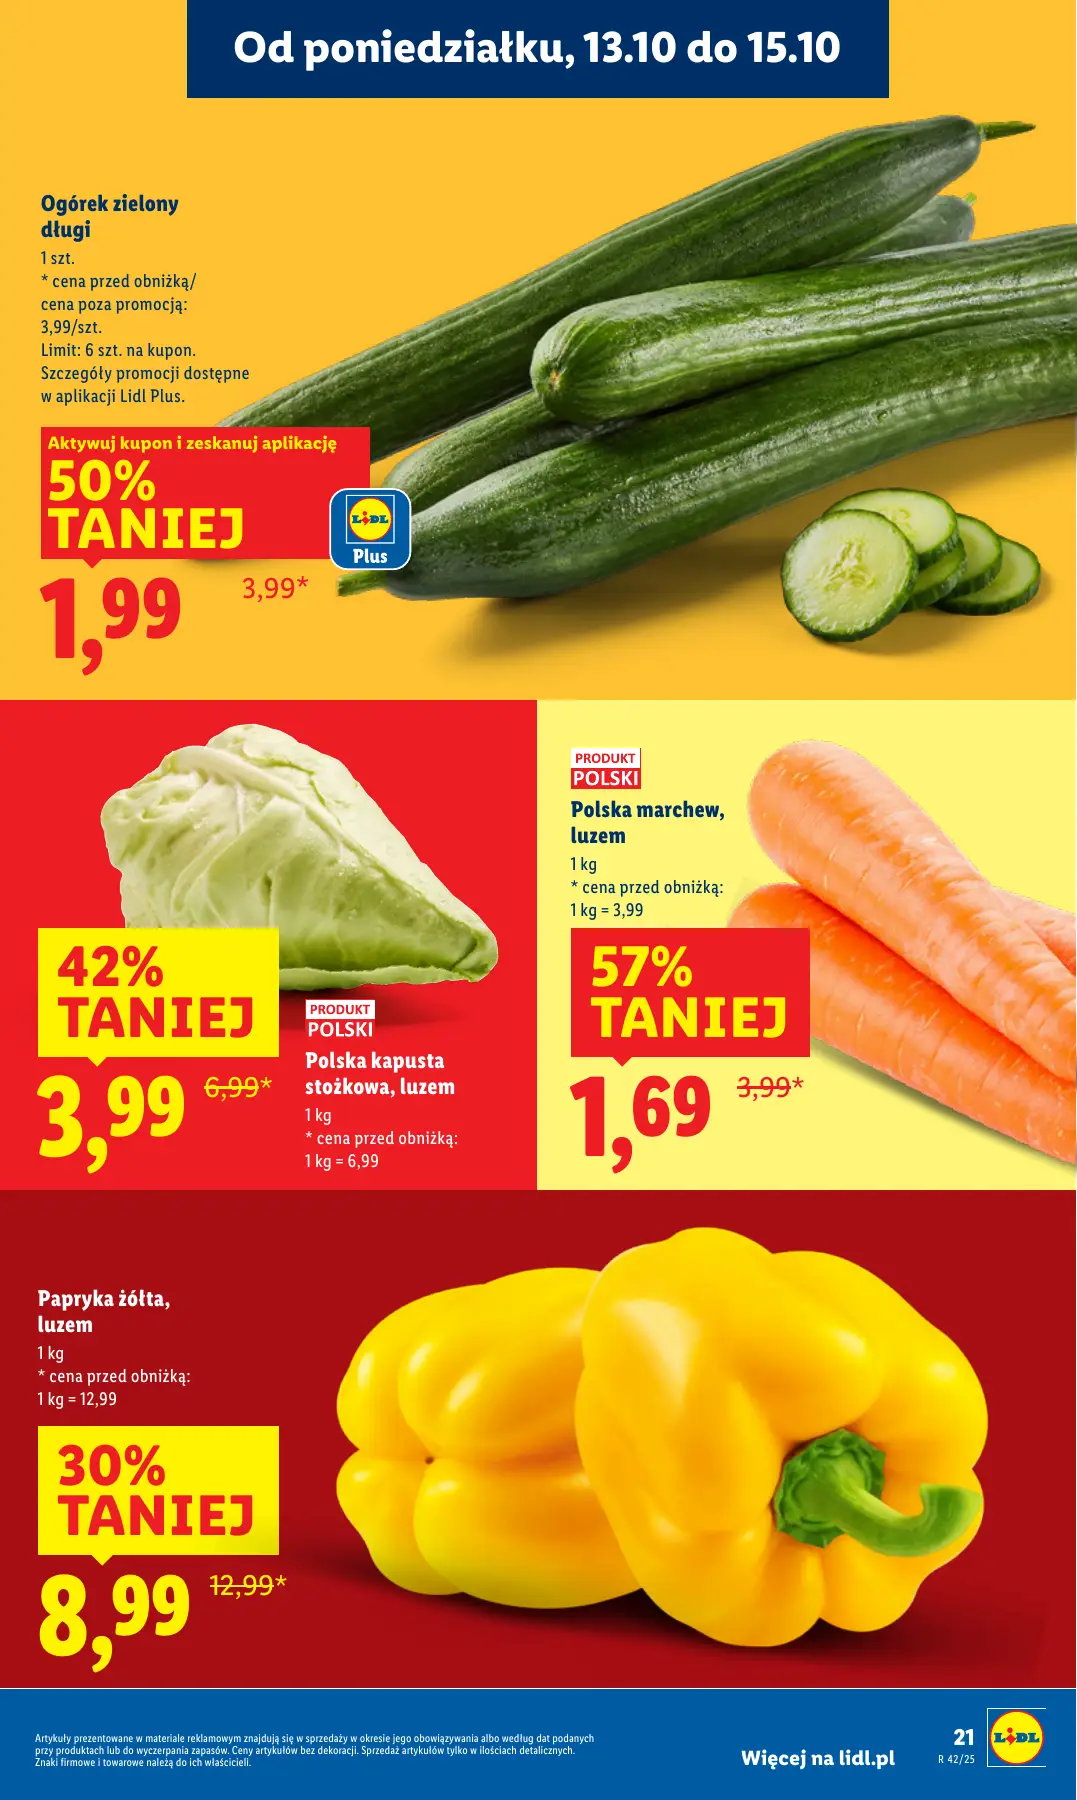 Od poniedziałku, 13.10 do 15.10
Ogórek zielony
długi
1 szt.
* cena przed obniżką/
cena poza promocją:
3,99/szt.
Limit: 6 szt. na kupon.
Szczegóły promocji dostępne
w aplikacji Lidl Plus.
Aktywuj kupon i zeskanuj aplikację
50%
TANIEJ
LIDL
Plus
1,99
3,99*
42%
TANIEJ
3,99
6,99*
PRODUKT
POLSKI
Polska kapusta
stożkowa, luzem
1 kg
* cena przed obniżką:
1 kg = 6,99
PRODUKT
POLSKI
Polska marchew,
luzem
1 kg
* cena przed obniżką:
1 kg = 3,99
57%
TANIEJ
1,69
3,99*
Papryka żółta,
luzem
1 kg
* cena przed obniżką:
1 kg = 12,99
30%
TANIEJ
8,99
12,99*
Artykuły prezentowane w materiale reklamowym znajdują się w sprzedaży w okresie jego obowiązywania albo według dat podanych
przy produktach lub do wyczerpania zapasów. Ceny artykułów bez dekoracji. Sprzedaż artykułów tylko w ilościach detalicznych.
Znaki firmowe i towarowe należą do ich właścicieli.
Więcej na lidl.pl
21
R 42/25
LIDL